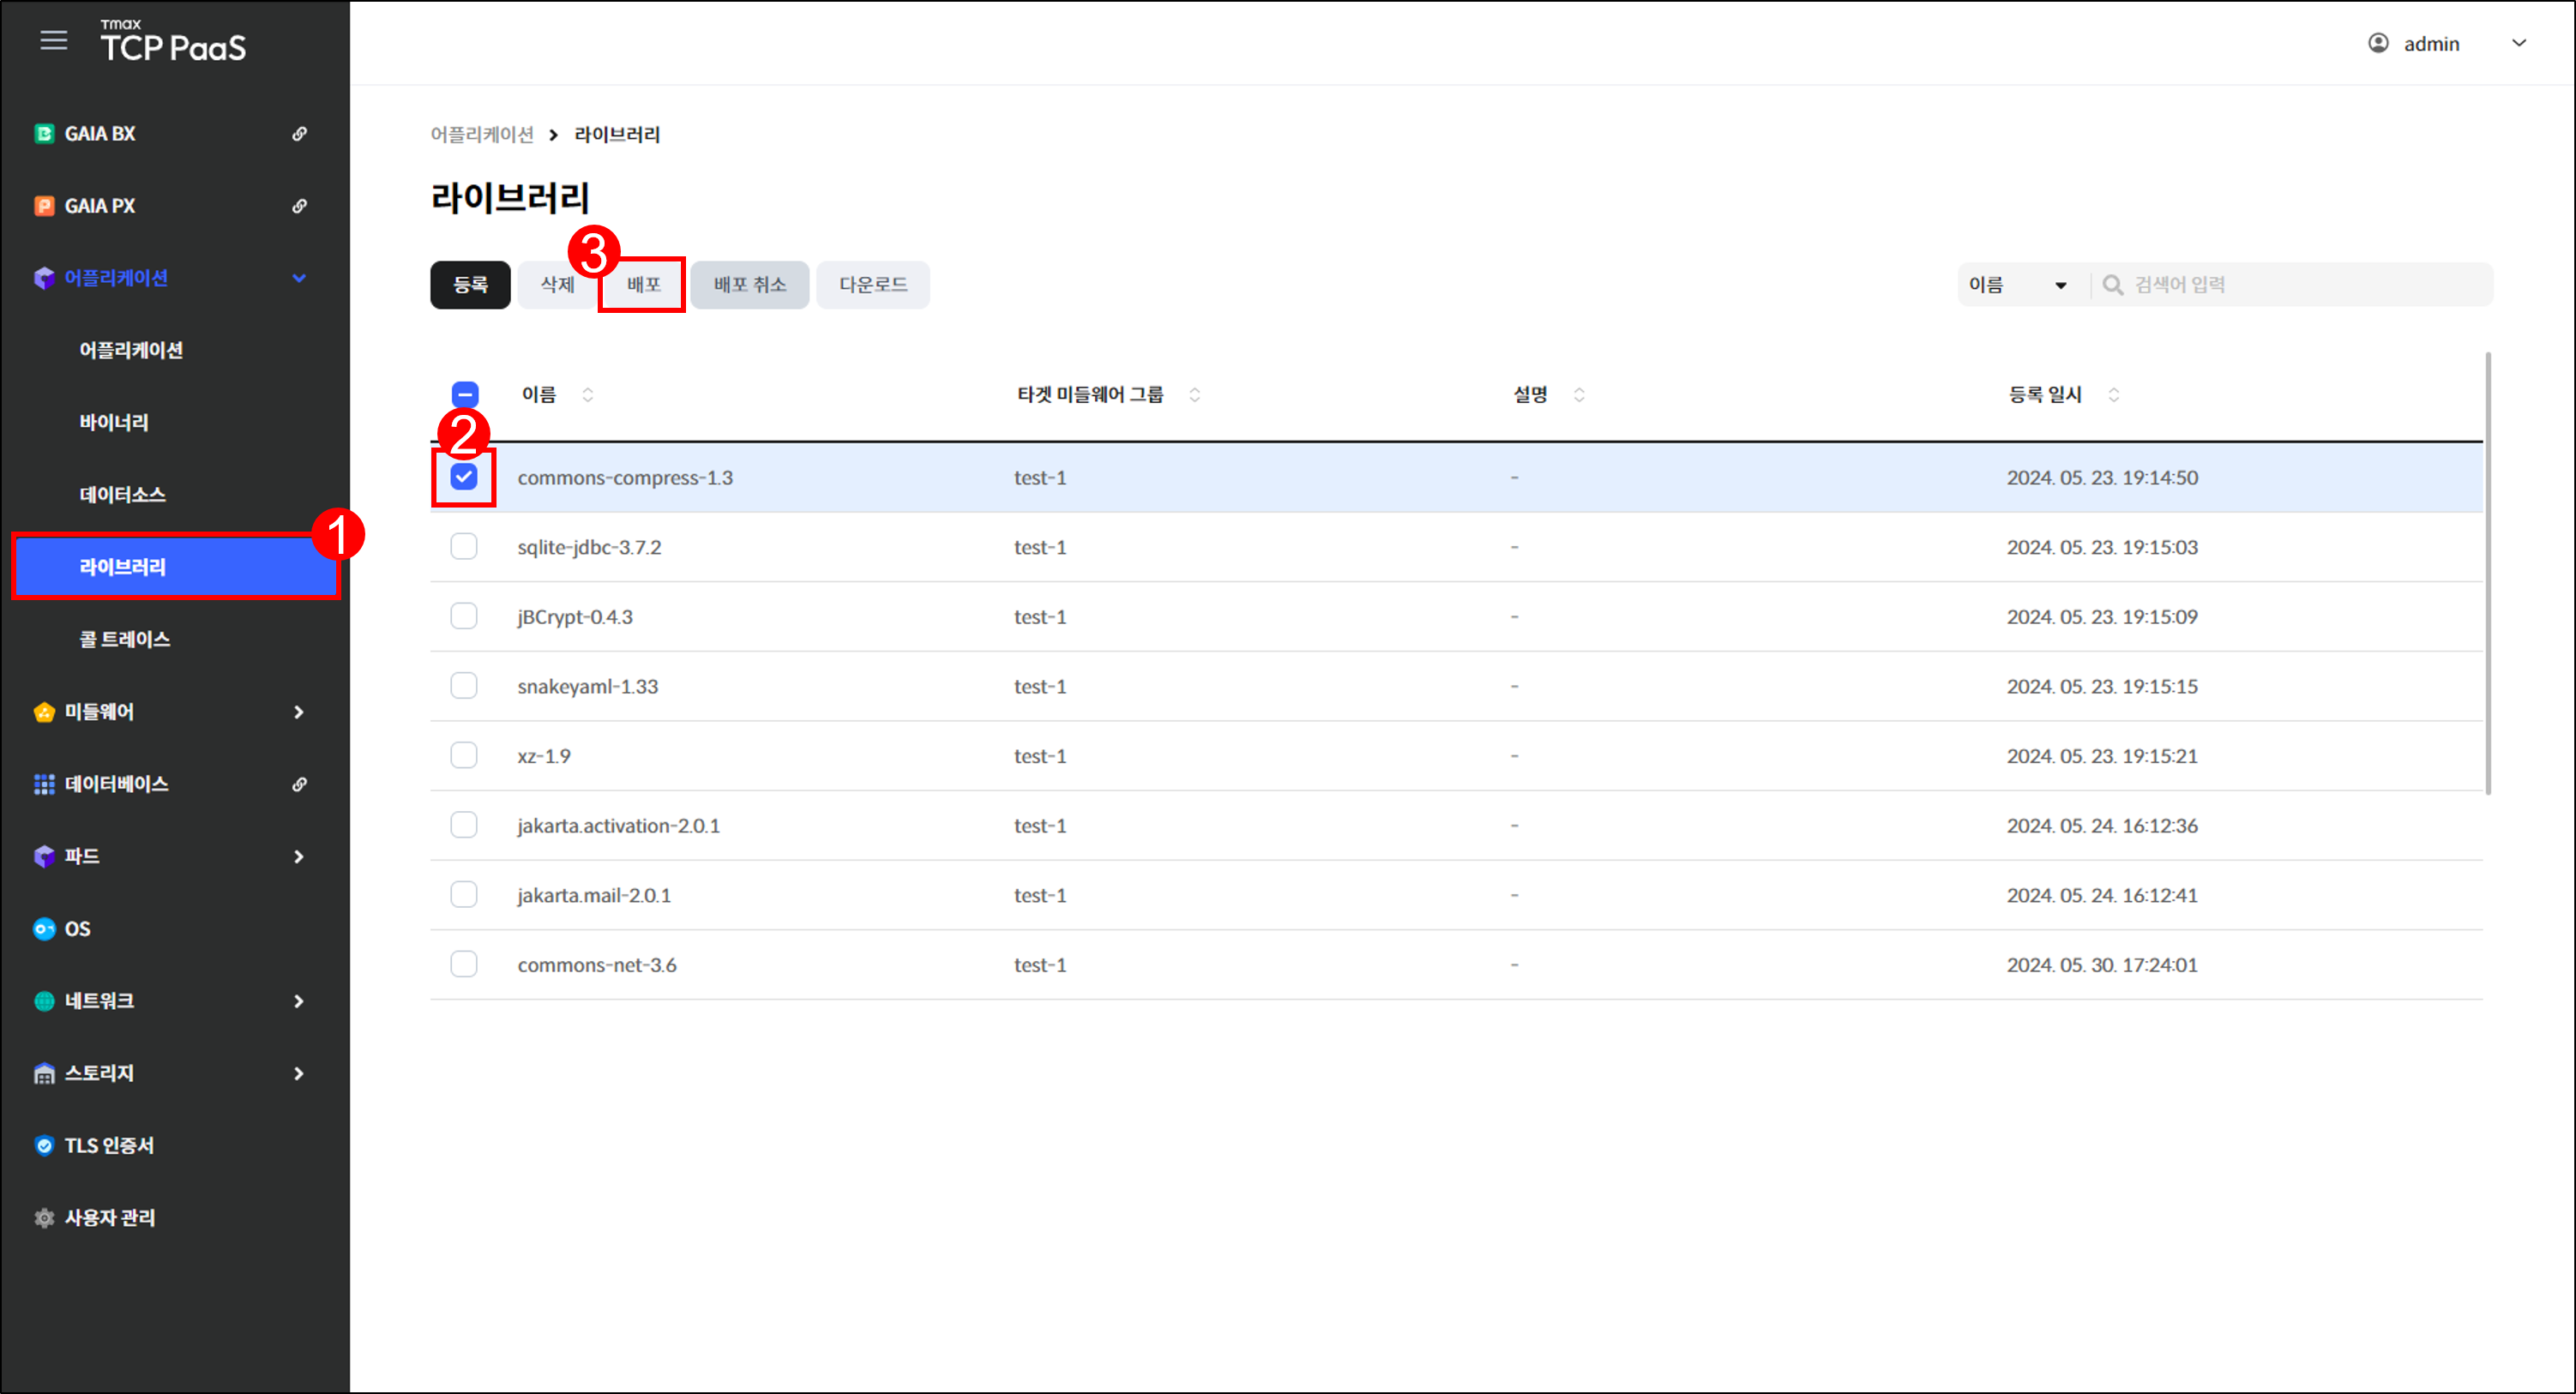 Tmax
TCP PaaS
admin
GAIA BX
GAIA PX
어플리케이션
어플리케이션
바이너리
데이터소스
1
라이브러리
콜 트레이스
미들웨어
데이터베이스
파드
OS
네트워크
스토리지
TLS 인증서
사용자 관리
어플리케이션 > 라이브러리
라이브러리
3
등록 삭제 배포 배포 취소 다운로드 이름 검색어 입력
이름 타겟 미들웨어 그룹 설명 등록 일시
2
commons-compress-1.3 test-1 - 2024. 05. 23. 19:14:50
sqlite-jdbc-3.7.2 test-1 - 2024. 05. 23. 19:15:03
jBCrypt-0.4.3 test-1 - 2024. 05. 23. 19:15:09
snakeyaml-1.33 test-1 - 2024. 05. 23. 19:15:15
xz-1.9 test-1 - 2024. 05. 23. 19:15:21
jakarta.activation-2.0.1 test-1 - 2024. 05. 24. 16:12:36
jakarta.mail-2.0.1 test-1 - 2024. 05. 24. 16:12:41
commons-net-3.6 test-1 - 2024. 05. 30. 17:24:01